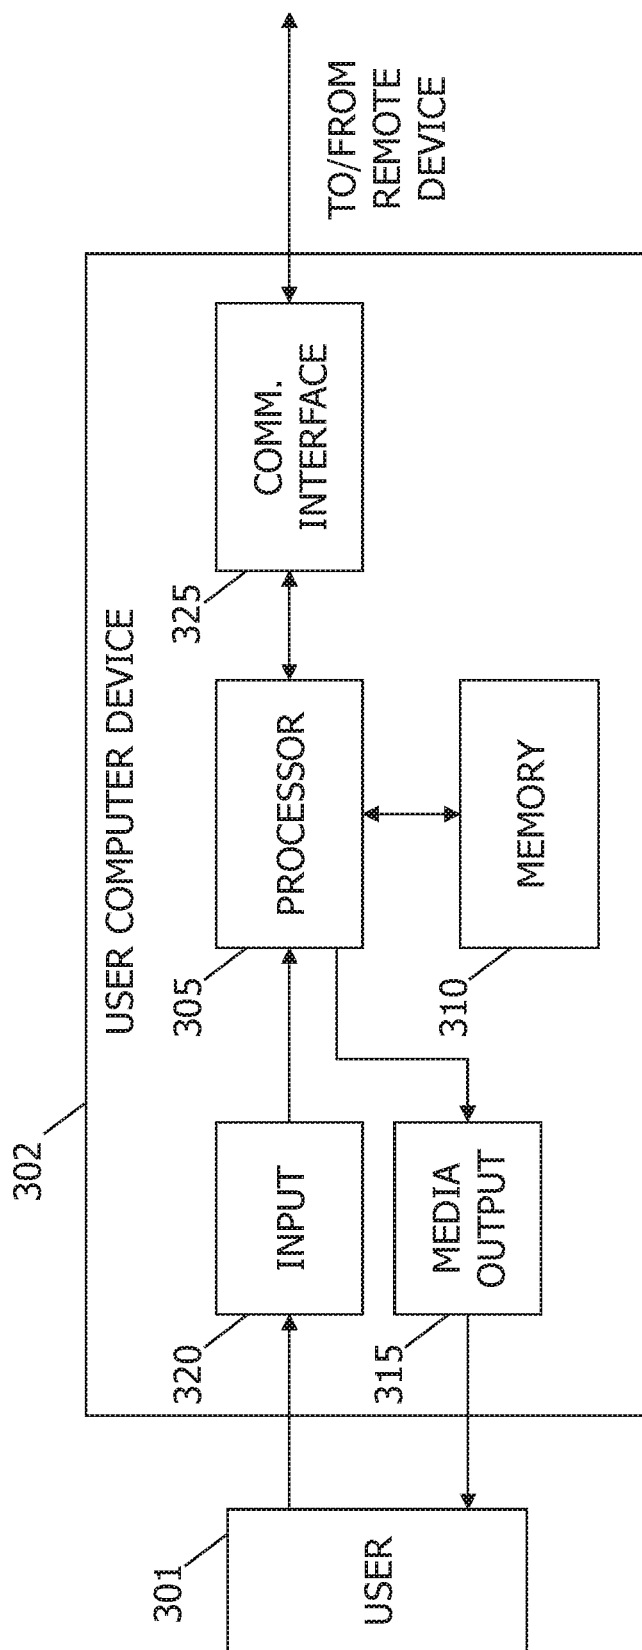 302
USER COMPUTER DEVICE
301
USER
320
INPUT
315
MEDIA
OUTPUT
305
PROCESSOR
310
MEMORY
325
COMM.
INTERFACE
TO/FROM
REMOTE
DEVICE